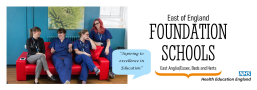 East of England
FOUNDATION
SCHOOLS
East Anglia/Essex, Beds and Herts
"Aspiring to
excellence in
Education"
NHS
Health Education England